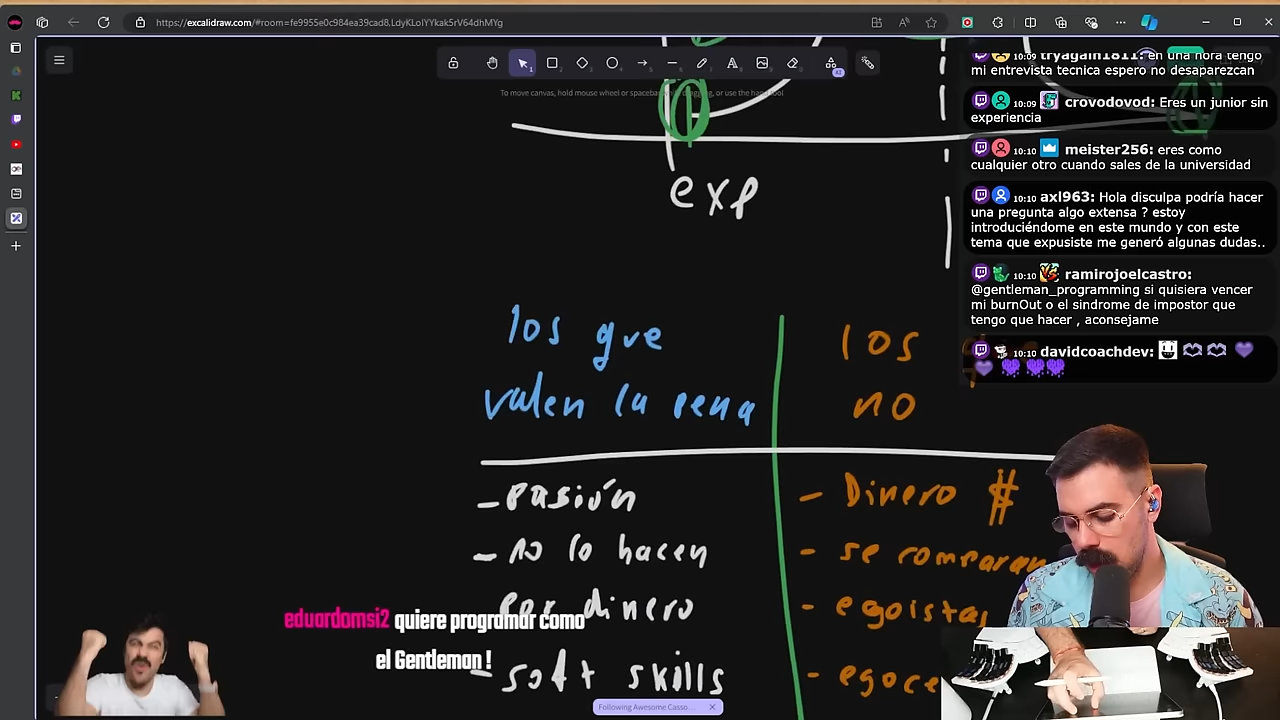 https://excalidraw.com/#room=fe9955e0c984ea39cad8.LdyKLolYYkak5rV64dhMYg
To move canvas, hold mouse wheel or spacebar while dragging, or use the hand tool
exp
los que
valen la pena
los
no
- pasión
- no lo hacen
por dinero
soft skills
- Dinero $
- se comparan
- egoistas
- egoce
eduardomsi2 quiere programar como
el Gentleman !
Following Awesome Casso...
10:09 tryagain1811: en una hora tengo
mi entrevista tecnica espero no desaparezcan
10:09 crovodovod: Eres un junior sin
experiencia
10:10 meister256: eres como
cualquier otro cuando sales de la universidad
10:10 axl963: Hola disculpa podría hacer
una pregunta algo extensa ? estoy
introduciéndome en este mundo y con este
tema que expusiste me generó algunas dudas..
10:10 ramirojoelcastro:
@gentleman_programming si quisiera vencer
mi burnOut o el sindrome de impostor que
tengo que hacer , aconsejame
10:10 davidcoachdev: